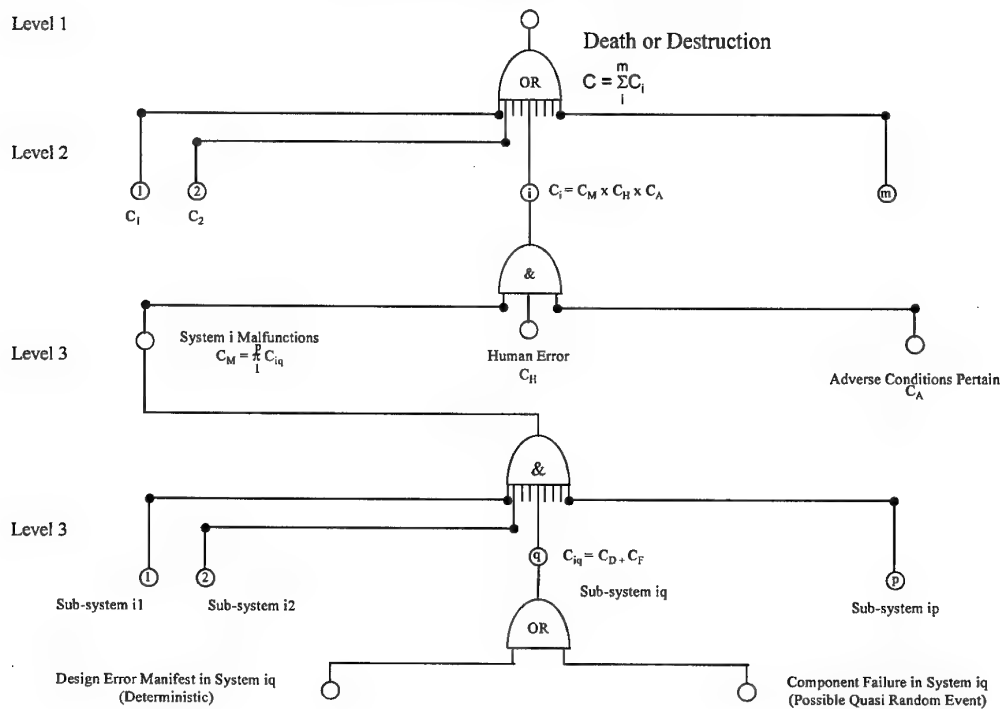 Level 1
Death or Destruction
OR
m
C = Σ C_i
i
Level 2
1
2
i
C_i = C_M x C_H x C_A
m
C_1
C_2
&
System i Malfunctions
p
C_M = π C_iq
1
Level 3
Human Error
C_H
Adverse Conditions Pertain
C_A
&
Level 3
q
C_iq = C_D + C_F
1
2
p
Sub-system i1
Sub-system i2
Sub-system iq
Sub-system ip
OR
Design Error Manifest in System iq
(Deterministic)
Component Failure in System iq
(Possible Quasi Random Event)